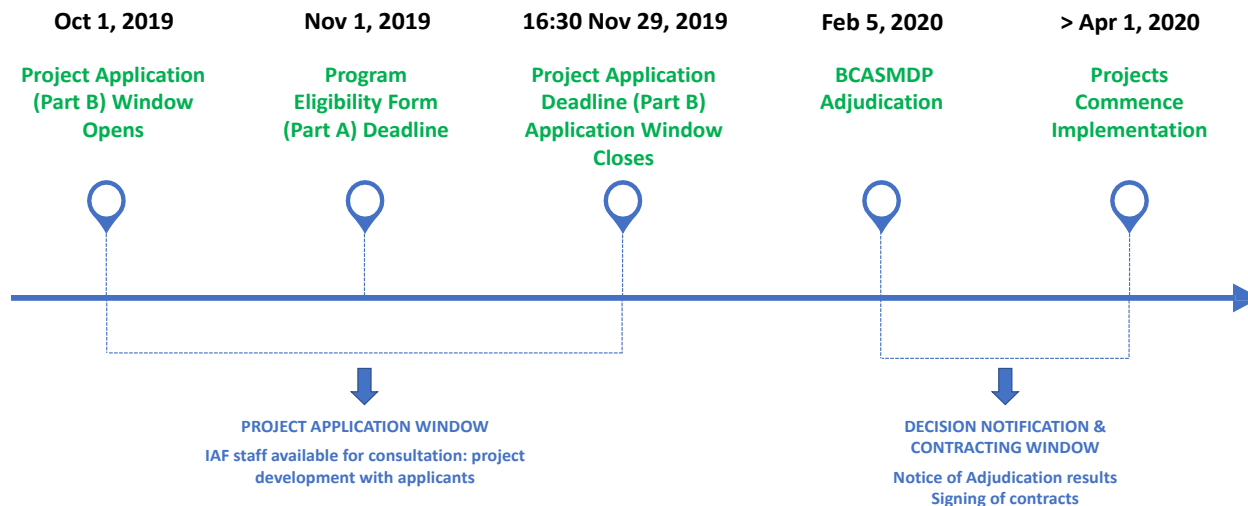 Oct 1, 2019
Nov 1, 2019
16:30 Nov 29, 2019
Feb 5, 2020
> Apr 1, 2020
Project Application
(Part B) Window
Opens
Program
Eligibility Form
(Part A) Deadline
Project Application
Deadline (Part B)
Application Window
Closes
BCASMDP
Adjudication
Projects
Commence
Implementation
PROJECT APPLICATION WINDOW
IAF staff available for consultation: project
development with applicants
DECISION NOTIFICATION &
CONTRACTING WINDOW
Notice of Adjudication results
Signing of contracts